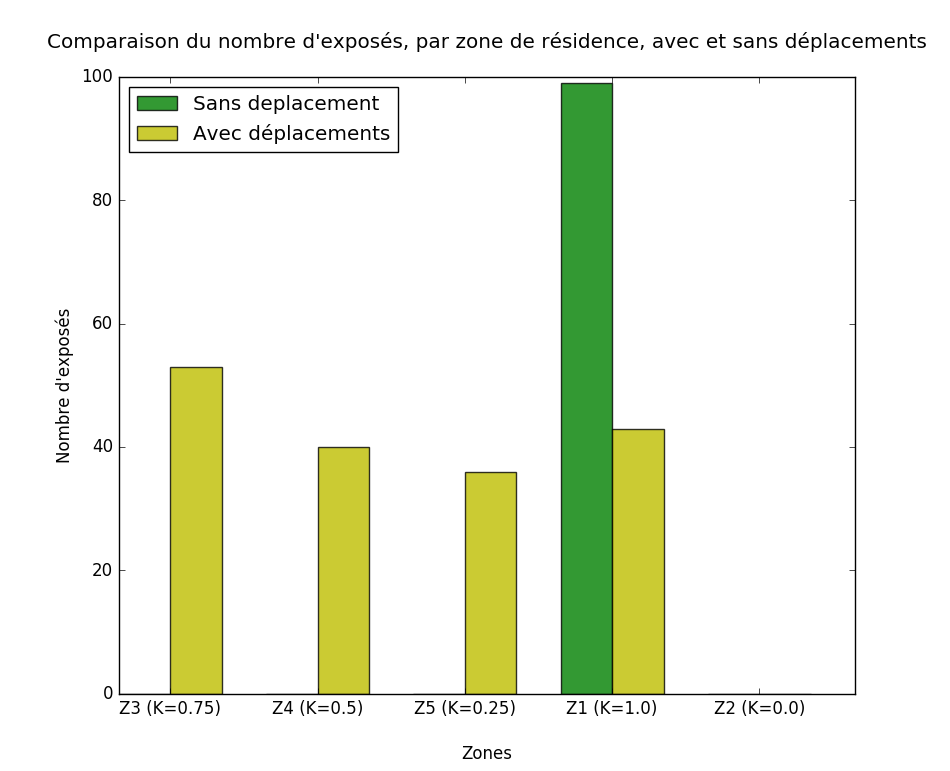 Comparaison du nombre d'exposés, par zone de résidence, avec et sans déplacements
Sans deplacement
Avec déplacements
100
80
60
40
20
0
Nombre d'exposés
Z3 (K=0.75)
Z4 (K=0.5)
Z5 (K=0.25)
Z1 (K=1.0)
Z2 (K=0.0)
Zones